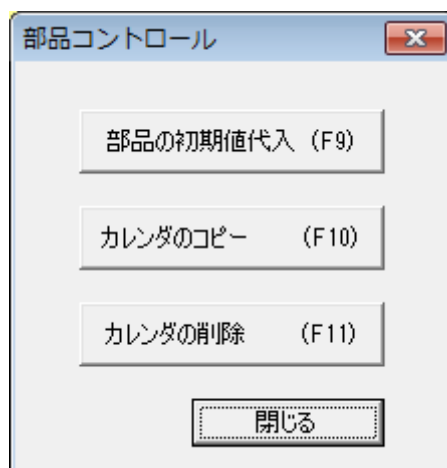 部品コントロール
部品の初期値代入 (F9)
カレンダのコピー (F10)
カレンダの削除 (F11)
閉じる